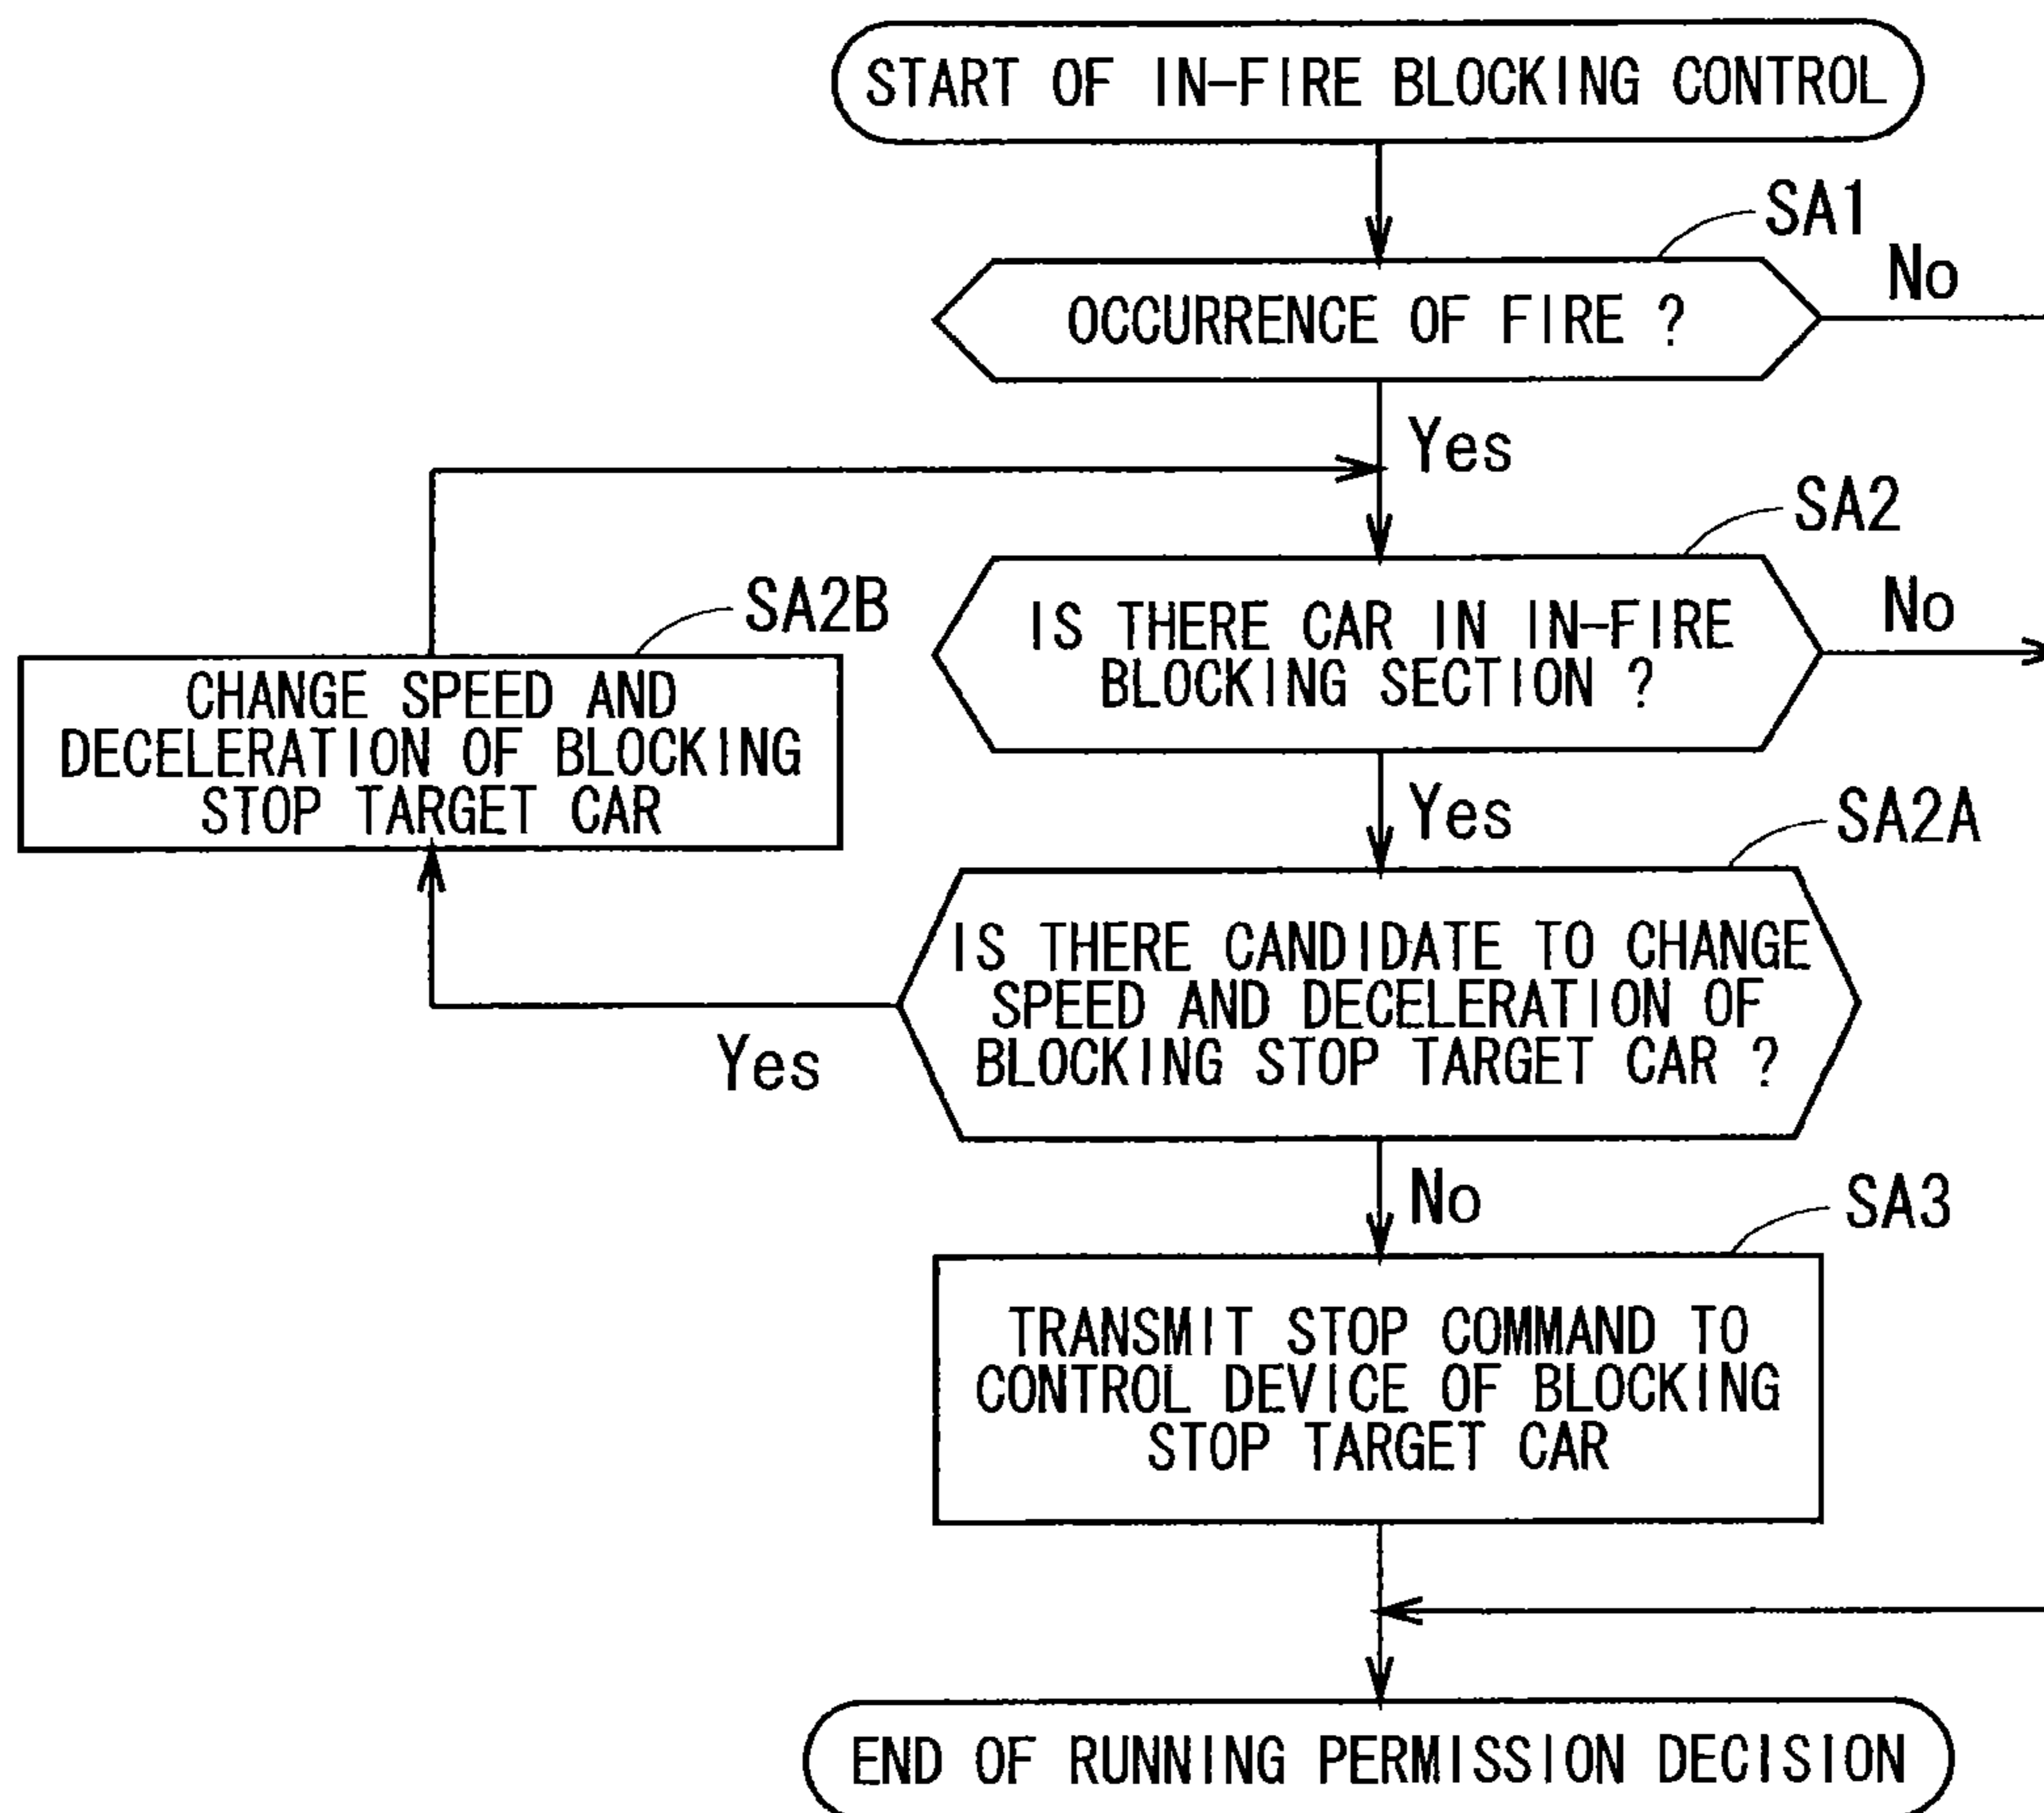 START OF IN-FIRE BLOCKING CONTROL
SA1
No
OCCURRENCE OF FIRE ?
Yes
SA2
No
IS THERE CAR IN IN-FIRE
BLOCKING SECTION ?
SA2B
CHANGE SPEED AND
DECELERATION OF BLOCKING
STOP TARGET CAR
Yes
SA2A
IS THERE CANDIDATE TO CHANGE
SPEED AND DECELERATION OF
BLOCKING STOP TARGET CAR ?
Yes
No
SA3
TRANSMIT STOP COMMAND TO
CONTROL DEVICE OF BLOCKING
STOP TARGET CAR
END OF RUNNING PERMISSION DECISION